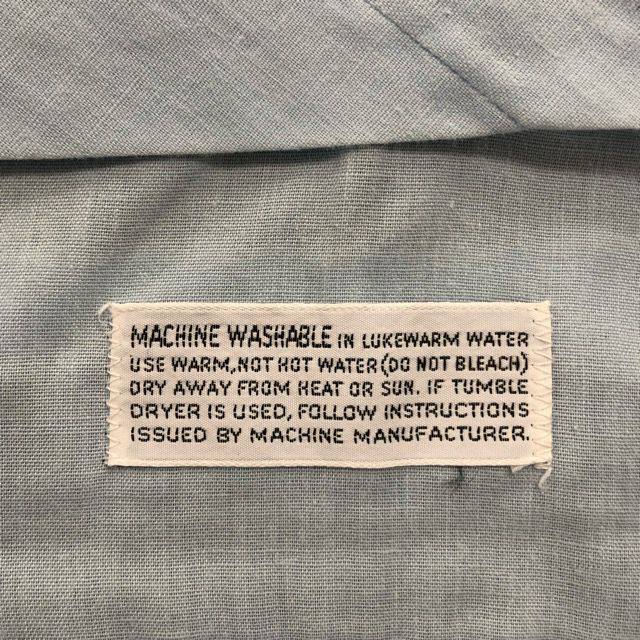 MACHINE WASHABLE IN LUKEWARM WATER
USE WARM, NOT HOT WATER (DO NOT BLEACH)
DRY AWAY FROM HEAT OR SUN. IF TUMBLE
DRYER IS USED, FOLLOW INSTRUCTIONS
ISSUED BY MACHINE MANUFACTURER.